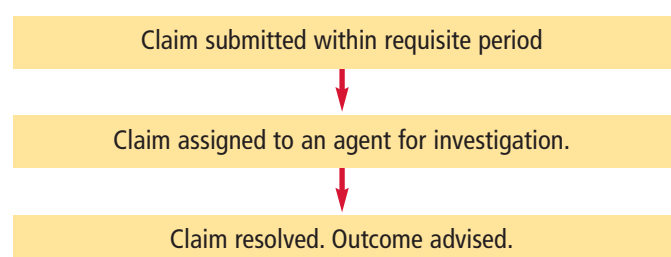 Claim submitted within requisite period
Claim assigned to an agent for investigation.
Claim resolved. Outcome advised.